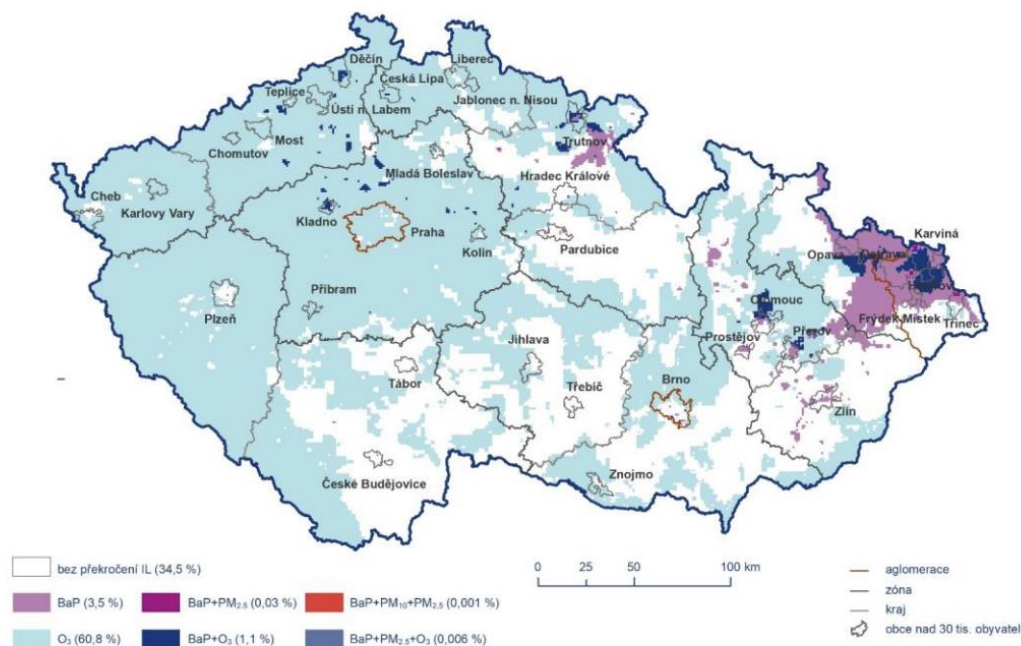 Děčín
Liberec
Teplice
Česká Lípa
Ústí n. Labem
Jablonec n. Nisou
Most
Trutnov
Chomutov
Mladá Boleslav
Hradec Králové
Cheb
Karlovy Vary
Kladno
Praha
Kolín
Pardubice
Karviná
Opava
Ostrava
Příbram
Olomouc
Plzeň
Frýdek-Místek
Třinec
Jihlava
Prostějov
Přerov
Tábor
Třebíč
Brno
Zlín
České Budějovice
Znojmo
bez překročení IL (34,5 %)
0 25 50 100 km
aglomerace
BaP (3,5 %)
BaP+PM2.5 (0,03 %)
BaP+PM10+PM2.5 (0,001 %)
zóna
kraj
O3 (60,8 %)
BaP+O3 (1,1 %)
BaP+PM2.5+O3 (0,006 %)
obce nad 30 tis. obyvatel